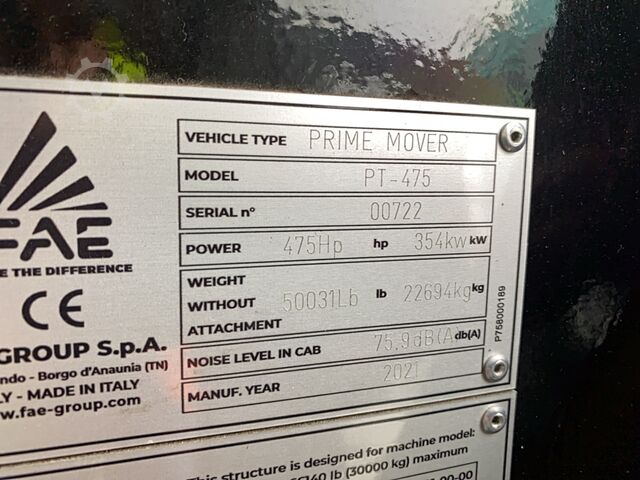 FAE
THE DIFFERENCE
CE
GROUP S.p.A.
- Borgo d'Anaunia (TN)
- MADE IN ITALY
.fae-group.com
VEHICLE TYPE PRIME MOVER
MODEL PT-475
SERIAL n° 00722
POWER 475Hp hp 354kw kW
WEIGHT WITHOUT ATTACHMENT 50031Lb lb 22694kg kg
NOISE LEVEL IN CAB 75,9dB(A) db(A)
MANUF. YEAR 2021
P758000189
This structure is designed for machine model:
140 lb (30000 kg) maximum